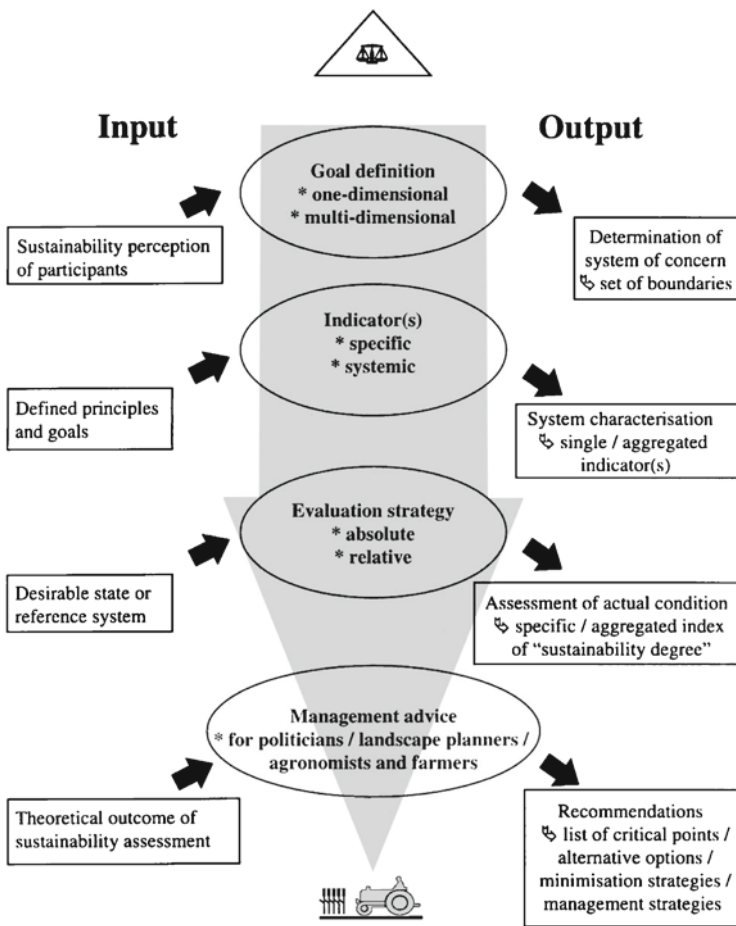 Input
Output
Goal definition
* one-dimensional
* multi-dimensional
Sustainability perception
of participants
Determination of
system of concern
↳ set of boundaries
Indicator(s)
* specific
* systemic
Defined principles
and goals
System characterisation
↳ single / aggregated
indicator(s)
Evaluation strategy
* absolute
* relative
Desirable state or
reference system
Assessment of actual condition
↳ specific / aggregated index
of “sustainability degree”
Management advice
* for politicians / landscape planners /
agronomists and farmers
Theoretical outcome of
sustainability assessment
Recommendations
↳ list of critical points /
alternative options /
minimisation strategies /
management strategies